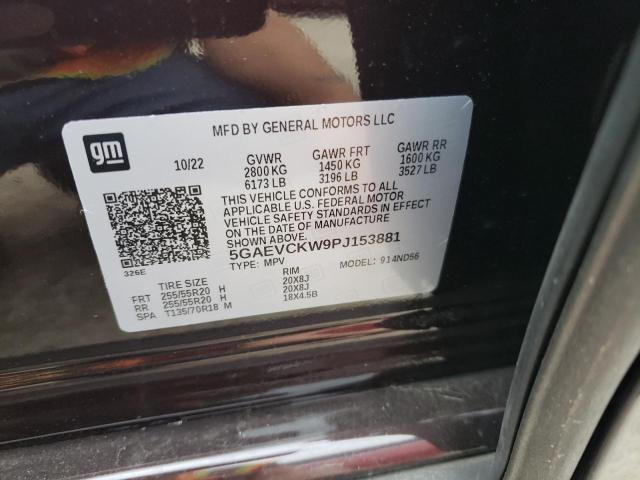 MFD BY GENERAL MOTORS LLC
gm
10/22 GVWR GAWR FRT GAWR RR
2800 KG 1450 KG 1600 KG
6173 LB 3196 LB 3527 LB
THIS VEHICLE CONFORMS TO ALL
APPLICABLE U.S. FEDERAL MOTOR
VEHICLE SAFETY STANDARDS IN EFFECT
ON THE DATE OF MANUFACTURE
SHOWN ABOVE.
5GAEVCKW9PJ153881
326E TYPE: MPV MODEL: 914ND56
TIRE SIZE RIM
FRT 255/55R20 H 20X8J
RR 255/55R20 H 20X8J
SPA T135/70R18 M 18X4.5B